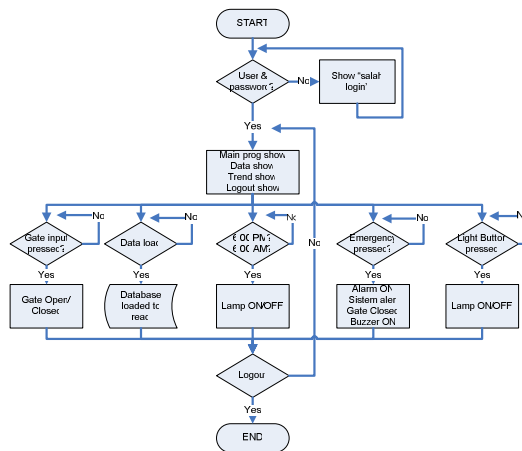 START
User &
password?
No
Show "salah
login"
Yes
Main prog show
Data show
Trend show
Logout show
No
No
No
No
No
N
Gate input
pressed?
Data load
6:00 PM?
6:00 AM?
Emergency
pressed?
Light Button
pressed
Yes
Yes
Yes
Yes
Yes
Gate Open/
Closed
Database
loaded to
read
Lamp ON/OFF
Alarm ON
Sistem alert
Gate Closed
Buzzer ON
Lamp ON/OFF
Logout
Yes
END